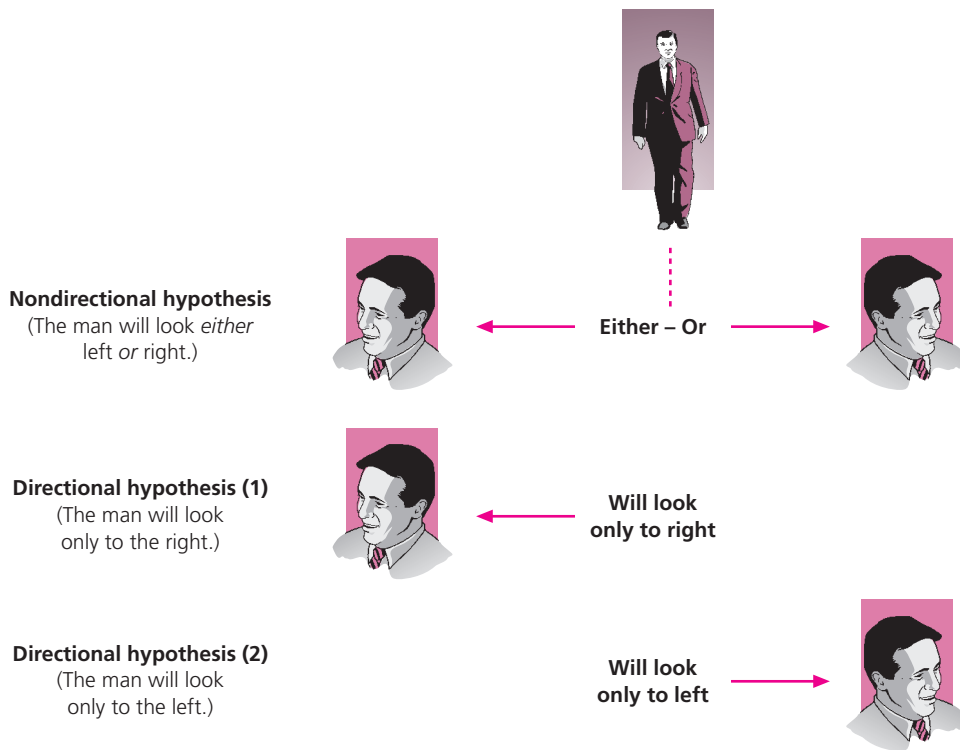 Nondirectional hypothesis
(The man will look either
left or right.)
Either – Or
Directional hypothesis (1)
(The man will look
only to the right.)
Will look
only to right
Directional hypothesis (2)
(The man will look
only to the left.)
Will look
only to left